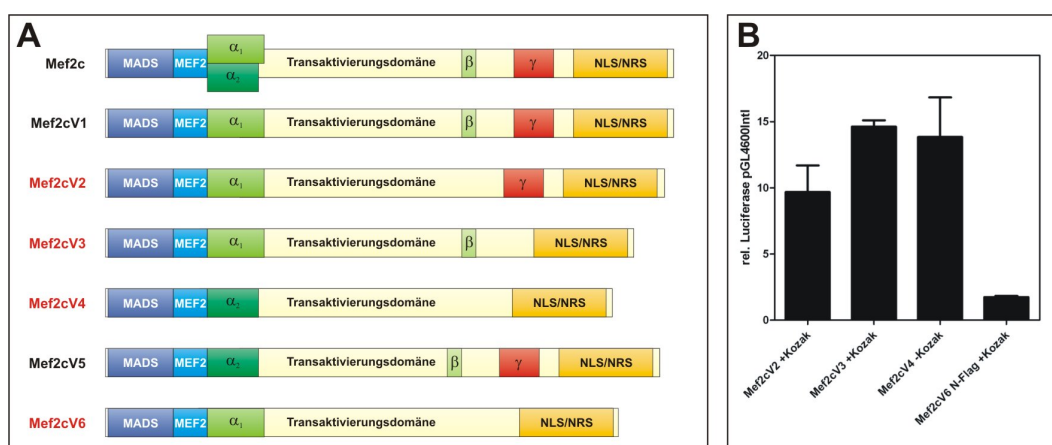 A
Mef2c MADS MEF2 α1 α2 Transaktivierungsdomäne β γ NLS/NRS
Mef2cV1 MADS MEF2 α1 Transaktivierungsdomäne β γ NLS/NRS
Mef2cV2 MADS MEF2 α1 Transaktivierungsdomäne γ NLS/NRS
Mef2cV3 MADS MEF2 α1 Transaktivierungsdomäne β NLS/NRS
Mef2cV4 MADS MEF2 α2 Transaktivierungsdomäne NLS/NRS
Mef2cV5 MADS MEF2 α2 Transaktivierungsdomäne β γ NLS/NRS
Mef2cV6 MADS MEF2 α1 Transaktivierungsdomäne NLS/NRS
B
rel. Luciferase pGL4600IntI
20
15
10
5
0
Mef2cV2 +Kozak
Mef2cV3 +Kozak
Mef2cV4 -Kozak
Mef2cV6 N-Flag +Kozak